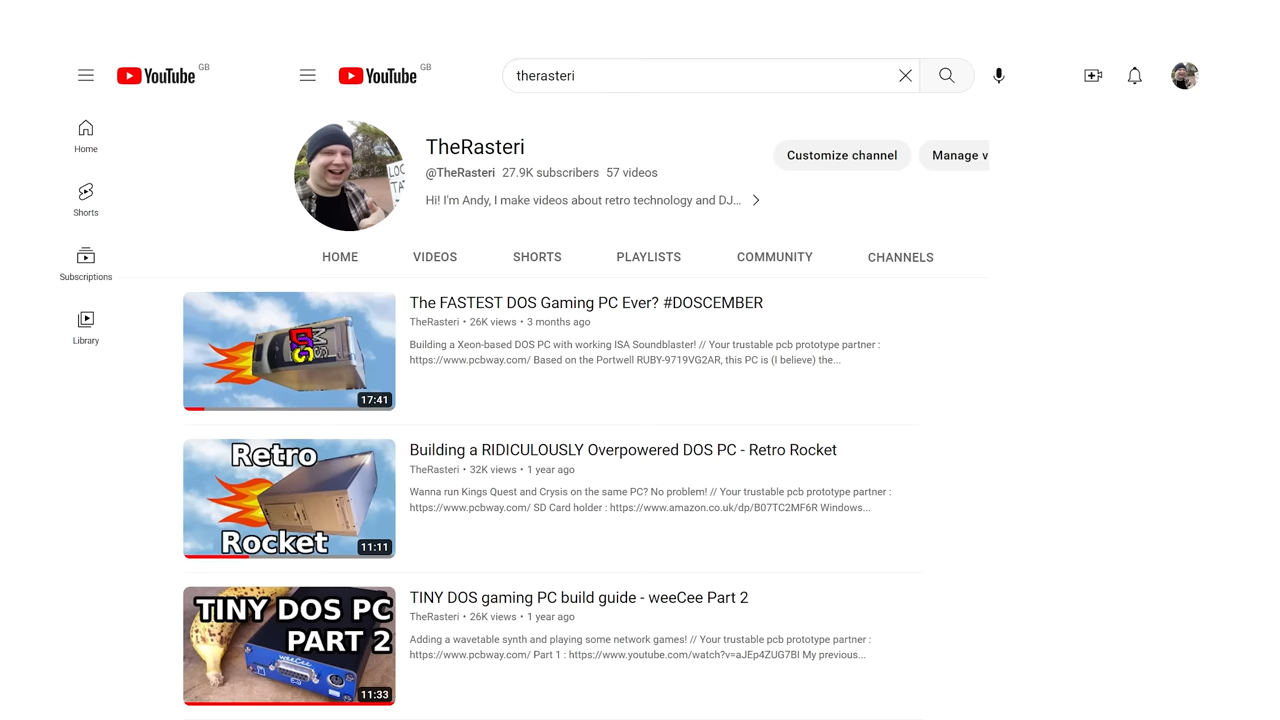 YouTube GB
YouTube GB
therasteri
Home
Shorts
Subscriptions
Library
LOC
TA
TheRasteri
@TheRasteri 27.9K subscribers 57 videos
Hi! I'm Andy, I make videos about retro technology and DJ...
Customize channel
Manage v
HOME VIDEOS SHORTS PLAYLISTS COMMUNITY CHANNELS
17:41
The FASTEST DOS Gaming PC Ever? #DOSCEMBER
TheRasteri • 26K views • 3 months ago
Building a Xeon-based DOS PC with working ISA Soundblaster! // Your trustable pcb prototype partner :
https://www.pcbway.com/ Based on the Portwell RUBY-9719VG2AR, this PC is (I believe) the...
Retro
Rocket
11:11
Building a RIDICULOUSLY Overpowered DOS PC - Retro Rocket
TheRasteri • 32K views • 1 year ago
Wanna run Kings Quest and Crysis on the same PC? No problem! // Your trustable pcb prototype partner :
https://www.pcbway.com/ SD Card holder : https://www.amazon.co.uk/dp/B07TC2MF6R Windows...
TINY DOS PC
PART 2
weeCee
11:33
TINY DOS gaming PC build guide - weeCee Part 2
TheRasteri • 26K views • 1 year ago
Adding a wavetable synth and playing some network games! // Your trustable pcb prototype partner :
https://www.pcbway.com/ Part 1 : https://www.youtube.com/watch?v=aJEp4ZUG7BI My previous...